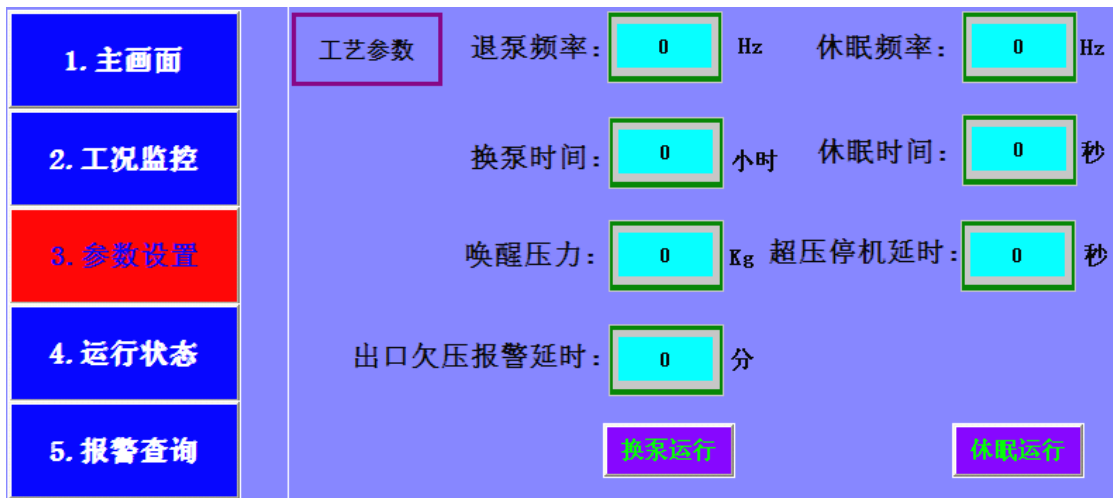 1.主画面
2.工况监控
3.参数设置
4.运行状态
5.报警查询
工艺参数
退泵频率： 0 Hz 休眠频率： 0 Hz
换泵时间： 0 小时 休眠时间： 0 秒
唤醒压力： 0 Kg 超压停机延时： 0 秒
出口欠压报警延时： 0 分
换泵运行 休眠运行